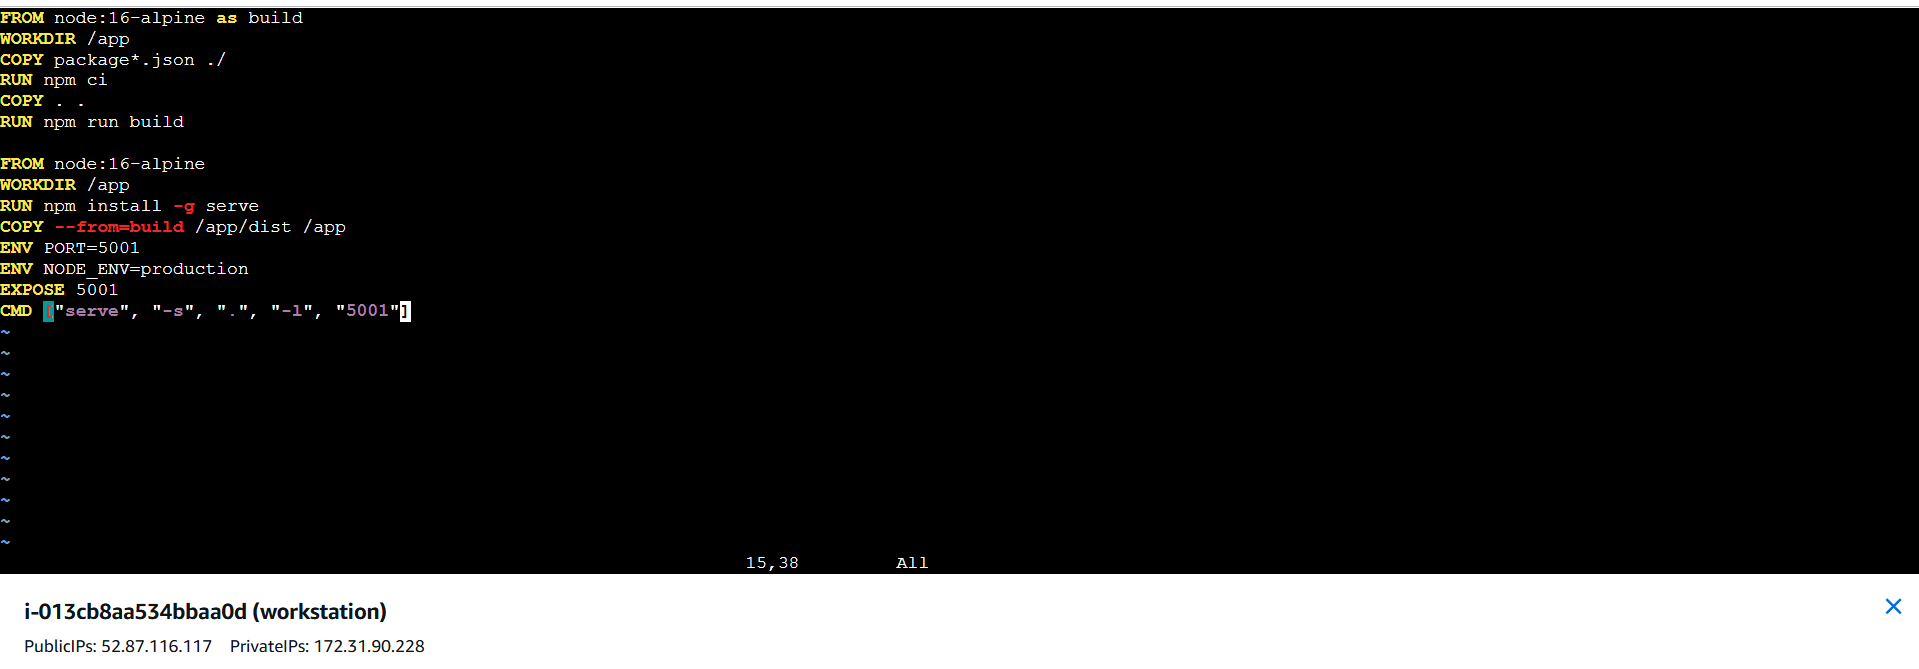 FROM node:16-alpine as build
WORKDIR /app
COPY package*.json ./
RUN npm ci
COPY . .
RUN npm run build
FROM node:16-alpine
WORKDIR /app
RUN npm install -g serve
COPY --from=build /app/dist /app
ENV PORT=5001
ENV NODE_ENV=production
EXPOSE 5001
CMD ["serve", "-s", ".", "-l", "5001"]
~
~
~
~
~
~
~
~
~
~
~
15,38 All
i-013cb8aa534bbaa0d (workstation)
PublicIPs: 52.87.116.117 PrivateIPs: 172.31.90.228